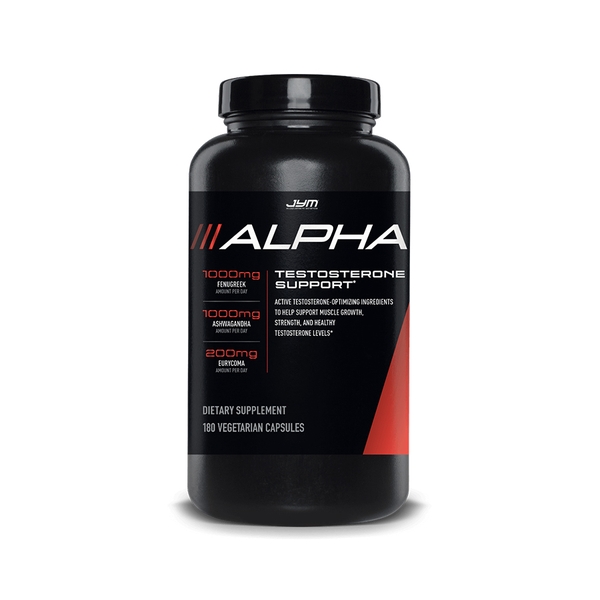 JYM
ALPHA
1000mg
FENUGREEK
AMOUNT PER DAY
1000mg
ASHWAGANDHA
AMOUNT PER DAY
200mg
EURYCOMA
AMOUNT PER DAY
TESTOSTERONE
SUPPORT*
ACTIVE TESTOSTERONE-OPTIMIZING INGREDIENTS
TO HELP SUPPORT MUSCLE GROWTH,
STRENGTH, AND HEALTHY
TESTOSTERONE LEVELS*
DIETARY SUPPLEMENT
180 VEGETARIAN CAPSULES